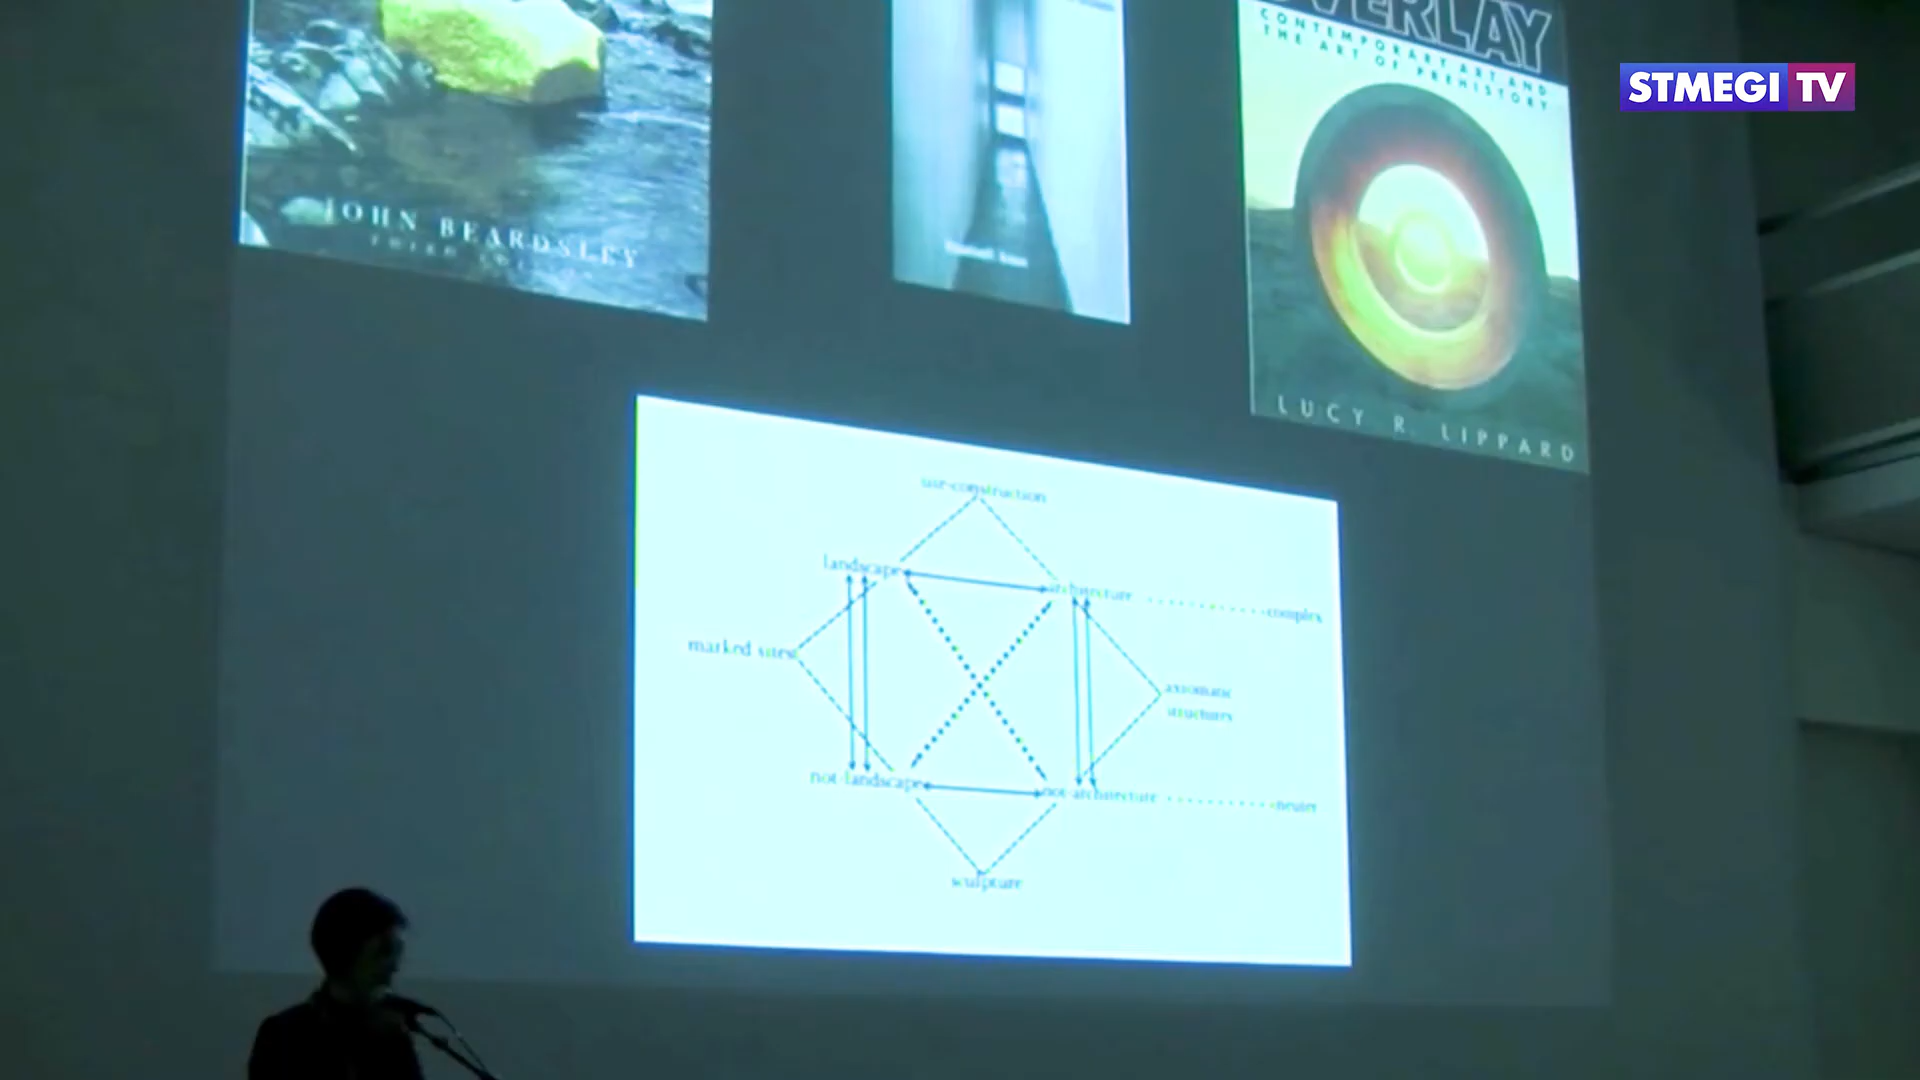 OVERLAY
CONTEMPORARY ART AND
THE ART OF PREHISTORY
STMEGI TV
JOHN BEARDSLEY
LUCY R. LIPPARD
site-construction
landscape
architecture
complex
marked sites
axiomatic
structures
not-landscape
not-architecture
neuter
sculpture